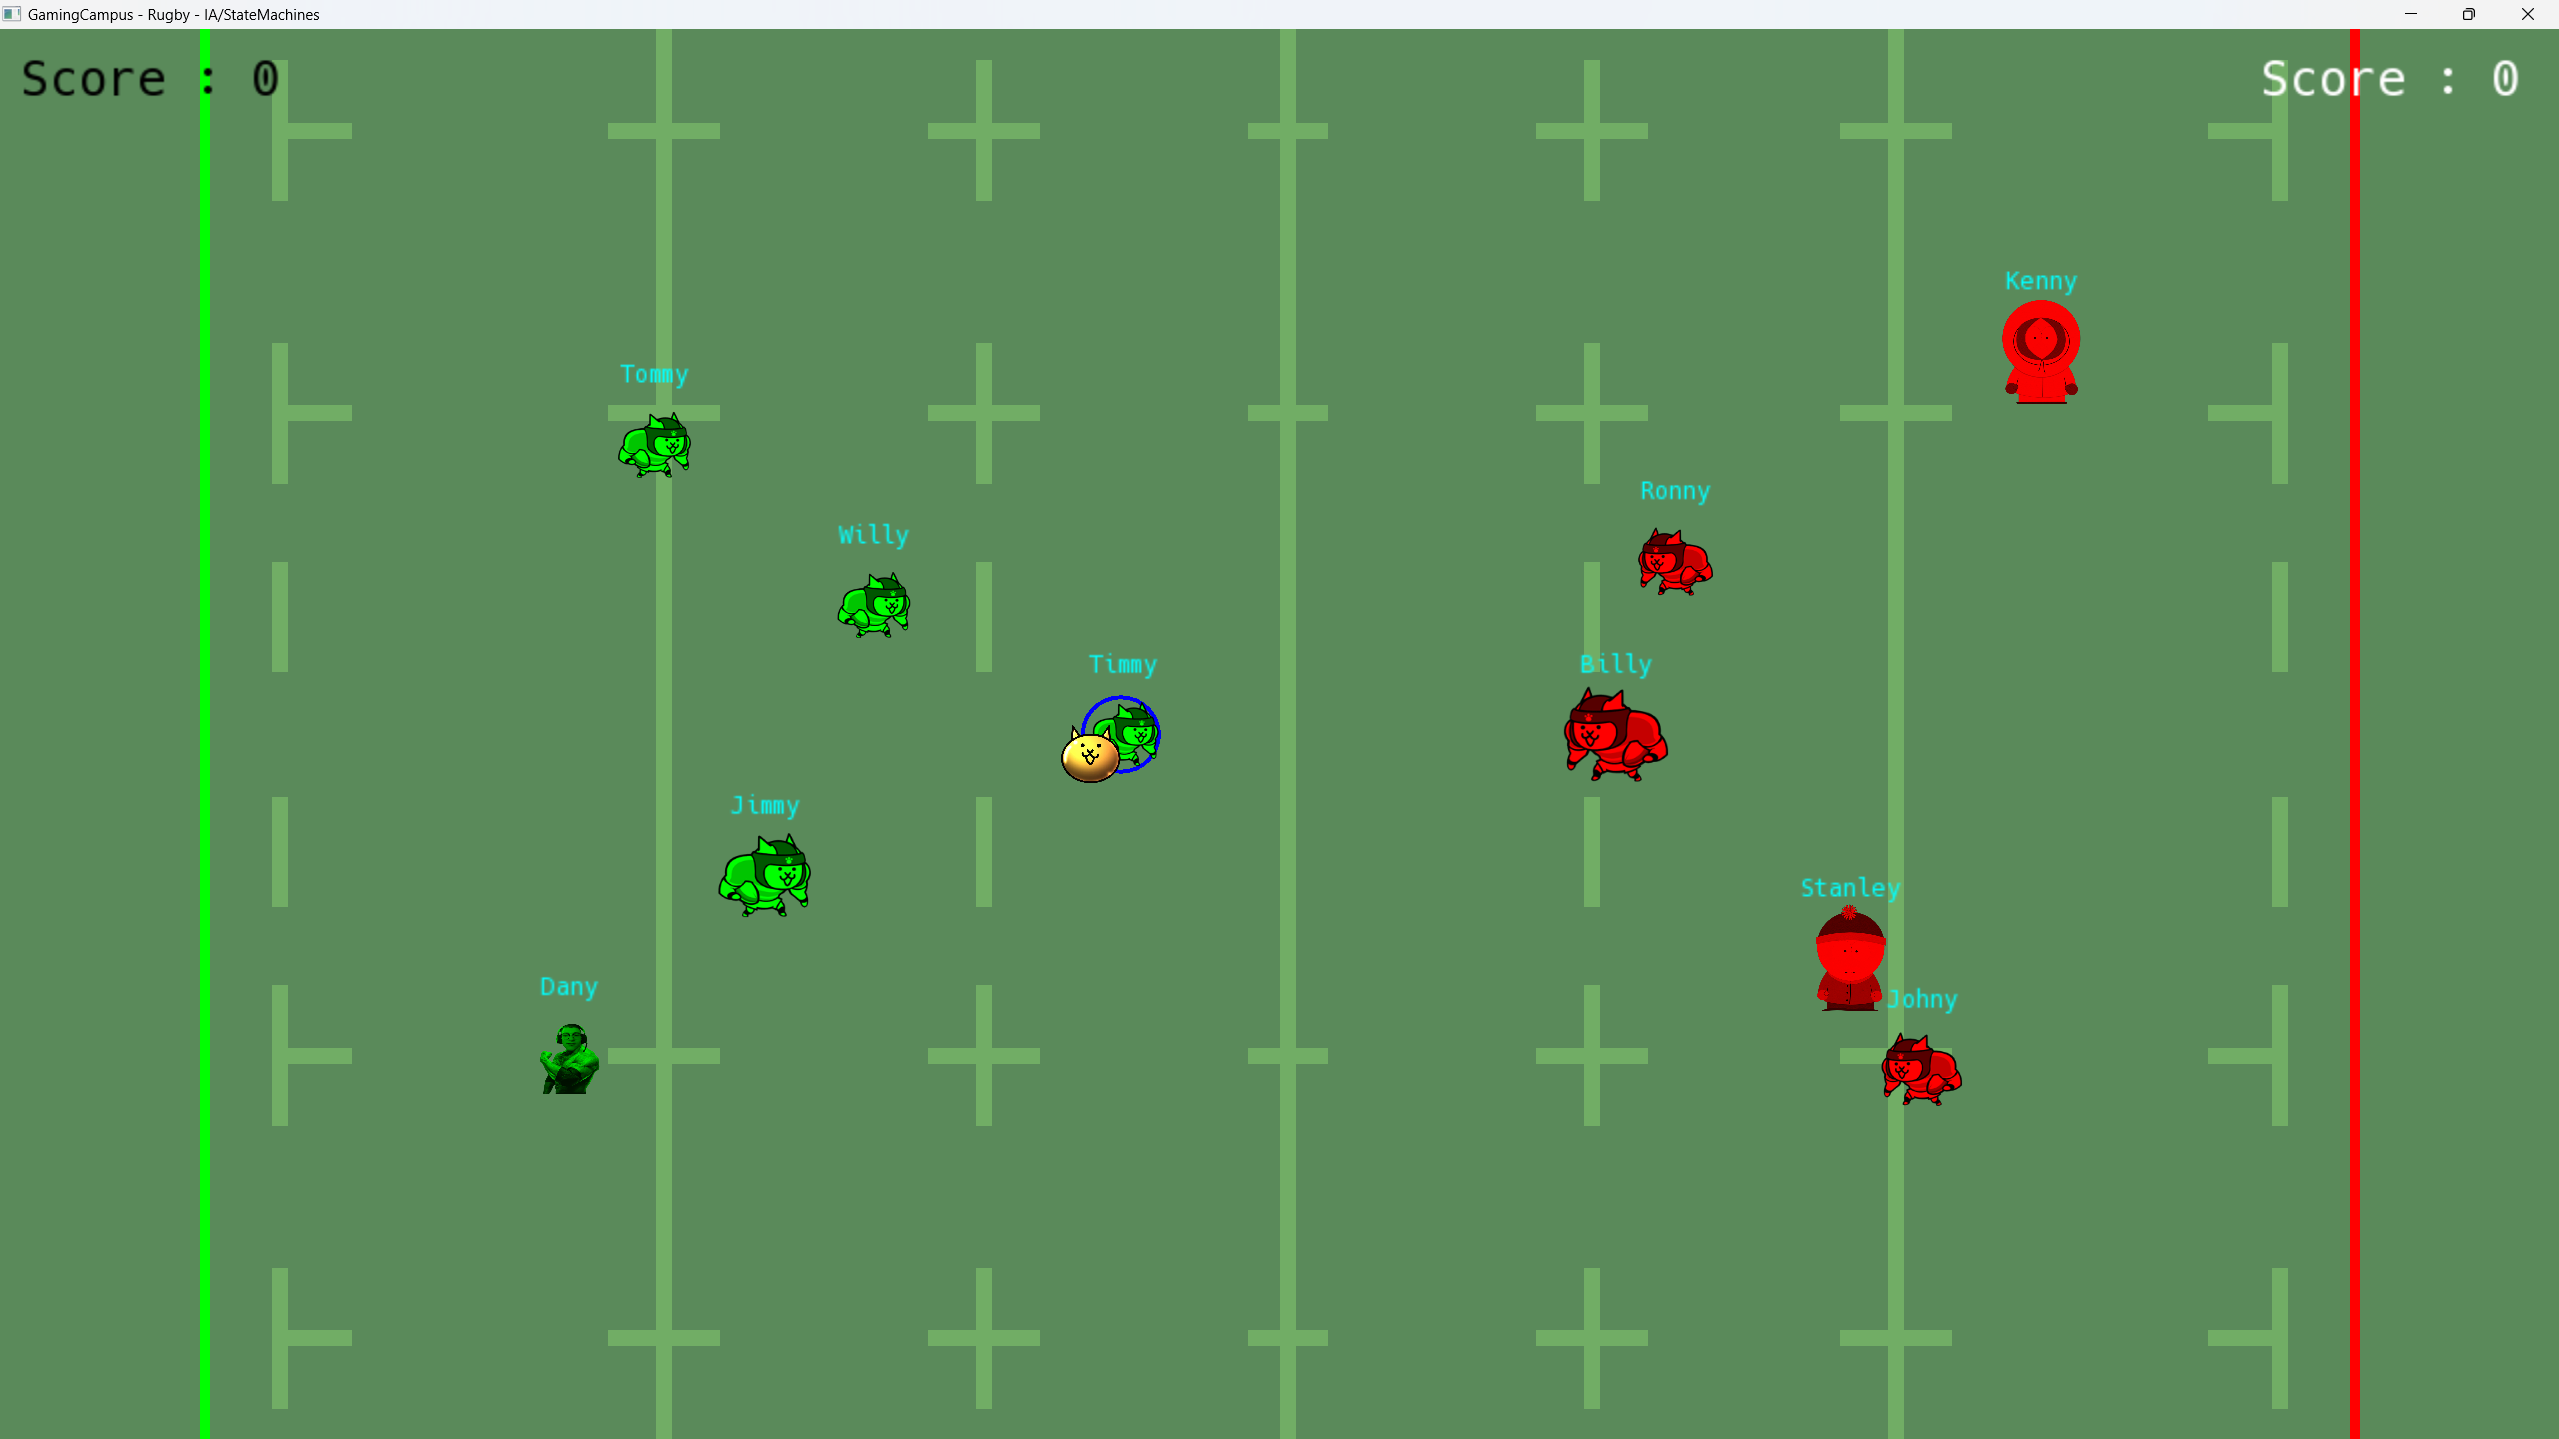 GamingCampus - Rugby - IA/StateMachines
Score : 0
Score : 0
Kenny
Tommy
Ronny
Willy
Timmy
Billy
Jimmy
Stanley
Dany
Johny